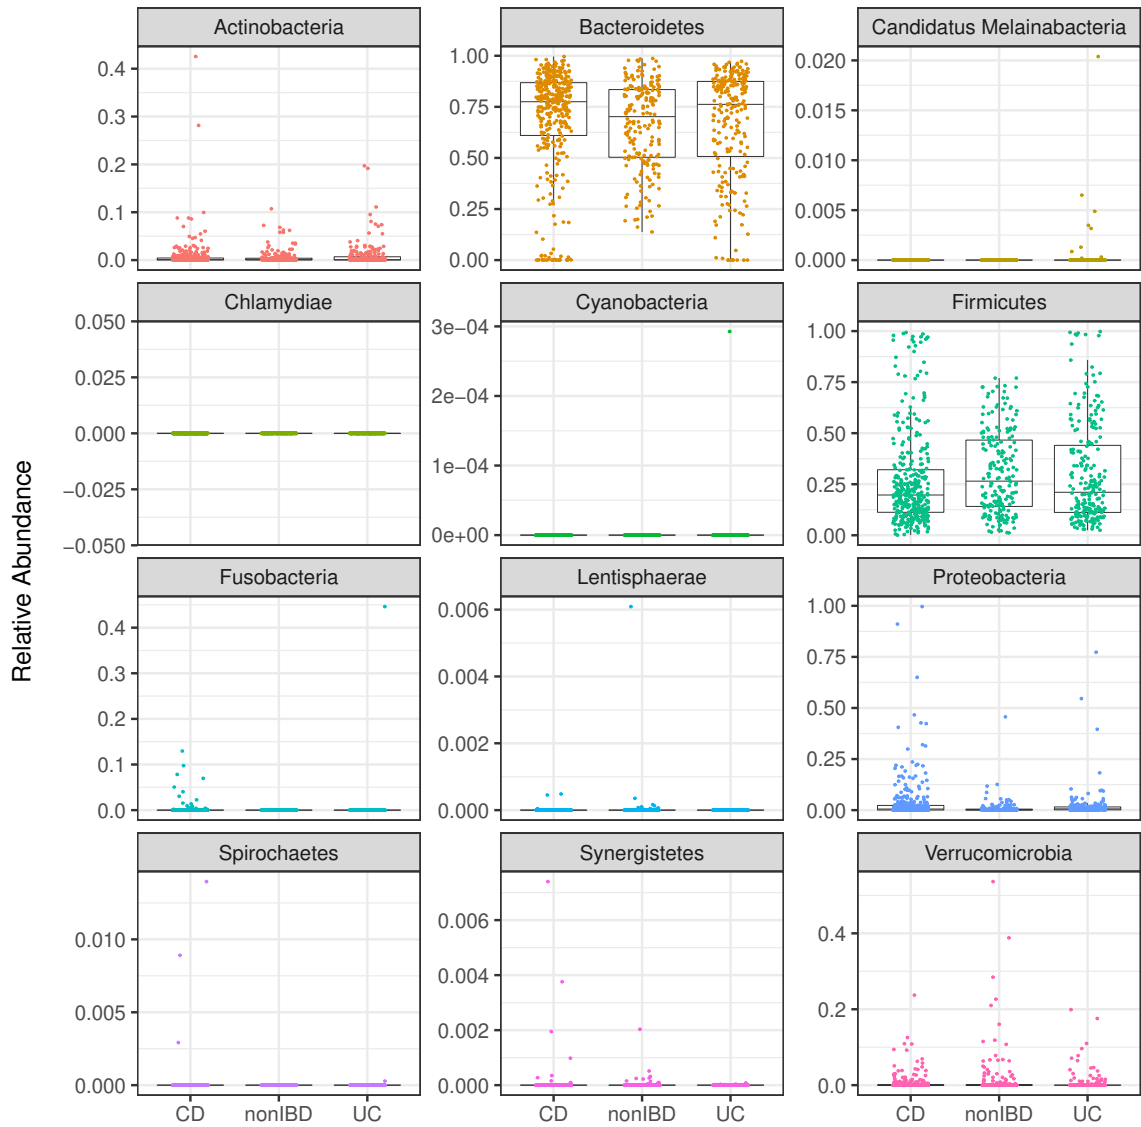 Relative Abundance
Actinobacteria
0.4
0.3
0.2
0.1
0.0
Bacteroidetes
1.00
0.75
0.50
0.25
0.00
Candidatus Melainabacteria
0.020
0.015
0.010
0.005
0.000
Chlamydiae
0.050
0.025
0.000
−0.025
−0.050
Cyanobacteria
3e−04
2e−04
1e−04
0e+00
Firmicutes
1.00
0.75
0.50
0.25
0.00
Fusobacteria
0.4
0.3
0.2
0.1
0.0
Lentisphaerae
0.006
0.004
0.002
0.000
Proteobacteria
1.00
0.75
0.50
0.25
0.00
Spirochaetes
0.010
0.005
0.000
CD nonIBD UC
Synergistetes
0.006
0.004
0.002
0.000
CD nonIBD UC
Verrucomicrobia
0.4
0.2
0.0
CD nonIBD UC